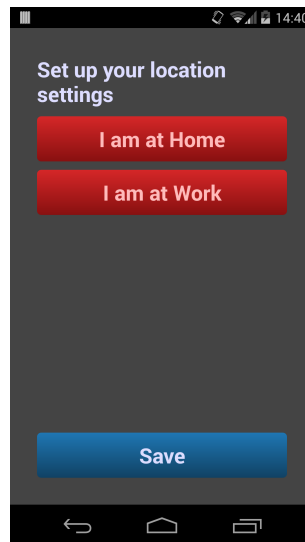 14:40
Set up your location
settings
I am at Home
I am at Work
Save